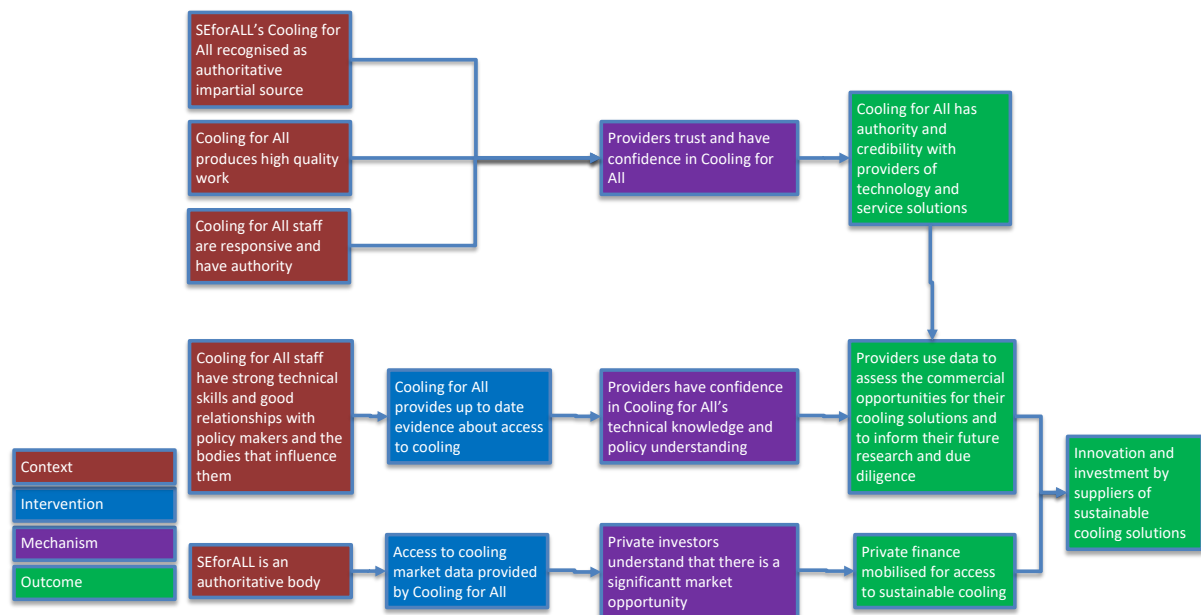 SEforALL's Cooling for
All recognised as
authoritative
impartial source
Cooling for All
produces high quality
work
Cooling for All staff
are responsive and
have authority
Providers trust and have
confidence in Cooling for
All
Cooling for All has
authority and
credibility with
providers of
technology and
service solutions
Cooling for All staff
have strong technical
skills and good
relationships with
policy makers and the
bodies that influence
them
Cooling for All
provides up to date
evidence about access
to cooling
Providers have confidence
in Cooling for All's
technical knowledge and
policy understanding
Providers use data to
assess the commercial
opportunities for their
cooling solutions and
to inform their future
research and due
diligence
Innovation and
investment by
suppliers of
sustainable
cooling solutions
SEforALL is an
authoritative body
Access to cooling
market data provided
by Cooling for All
Private investors
understand that there is a
significantt market
opportunity
Private finance
mobilised for access
to sustainable cooling
Context
Intervention
Mechanism
Outcome